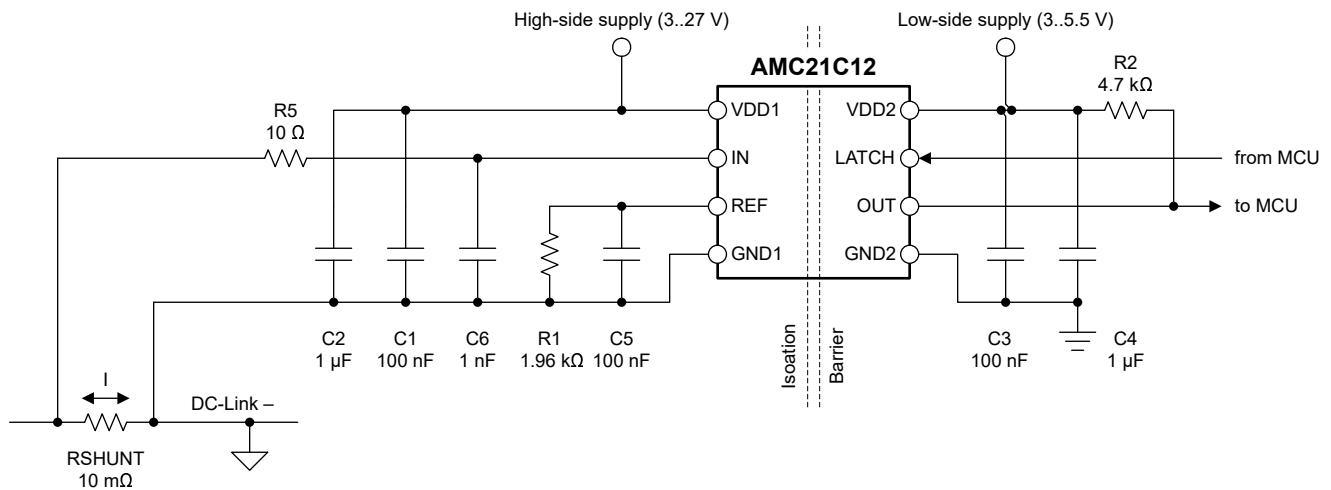 High-side supply (3..27 V)
Low-side supply (3..5.5 V)
AMC21C12
R2
4.7 kΩ
R5
10 Ω
VDD1
VDD2
IN
LATCH
from MCU
REF
OUT
to MCU
GND1
GND2
C2
1 µF
C1
100 nF
C6
1 nF
R1
1.96 kΩ
C5
100 nF
Isoation
Barrier
C3
100 nF
C4
1 µF
I
DC-Link –
RSHUNT
10 mΩ